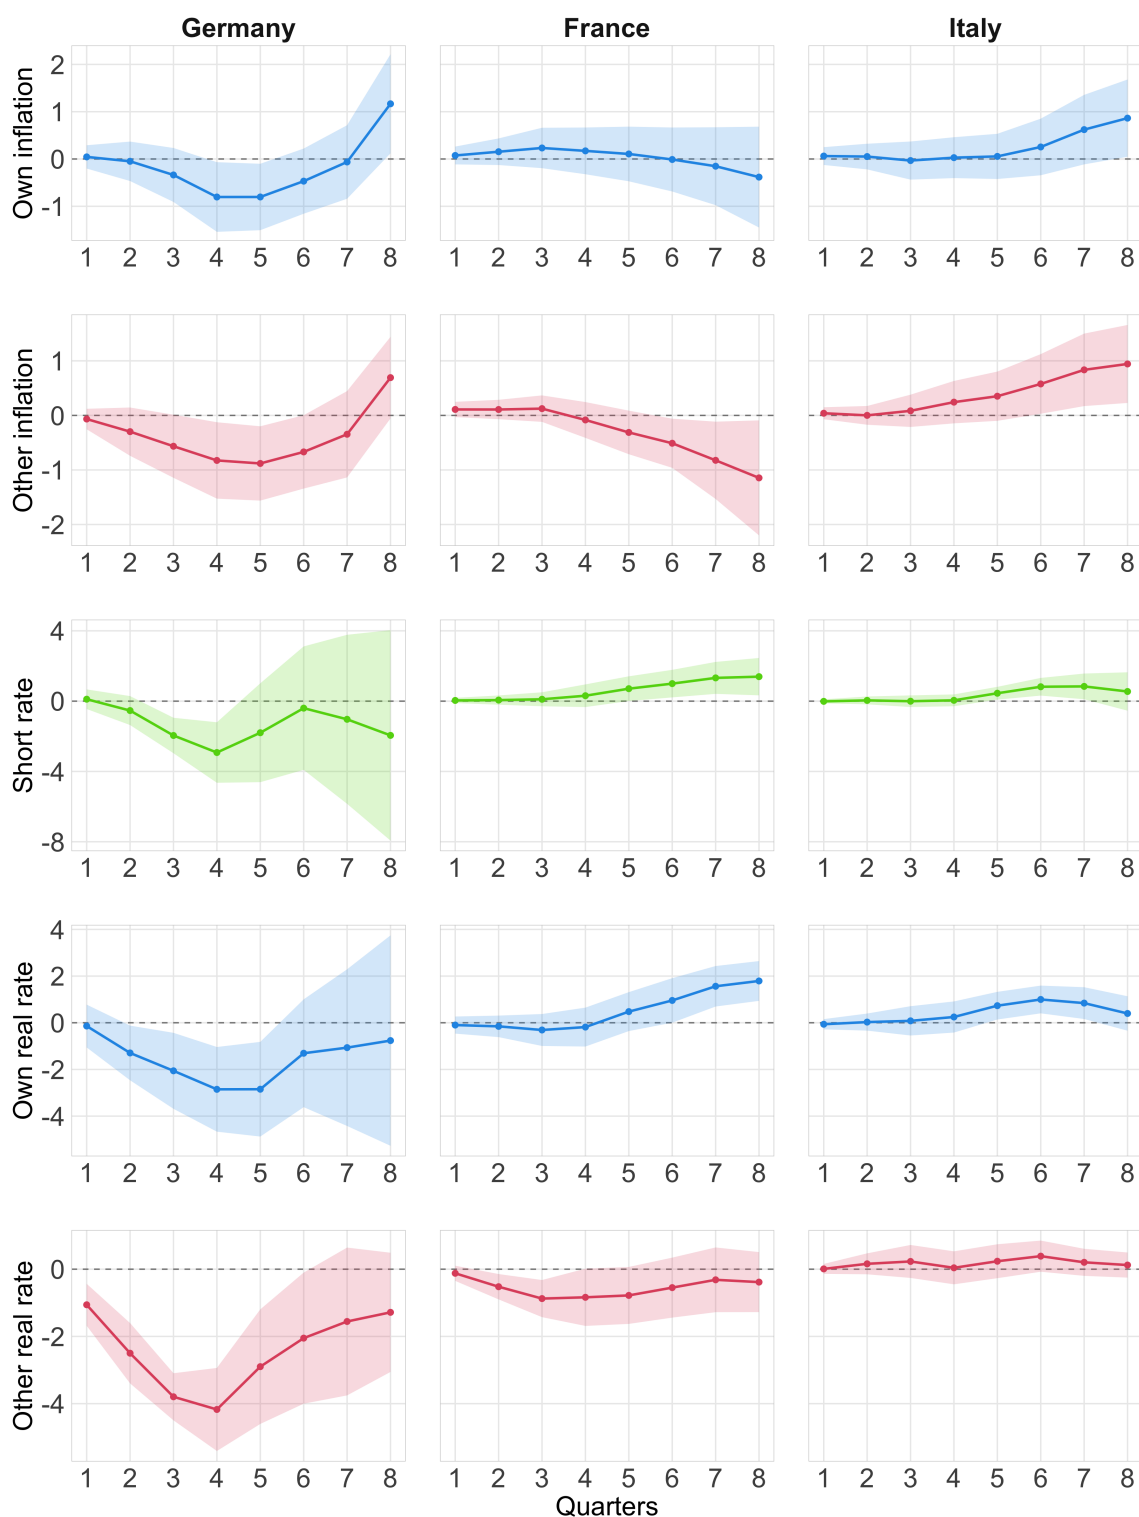 Germany France Italy
Own inflation
2
1
0
-1
1 2 3 4 5 6 7 8 1 2 3 4 5 6 7 8 1 2 3 4 5 6 7 8
Other inflation
1
0
-1
-2
1 2 3 4 5 6 7 8 1 2 3 4 5 6 7 8 1 2 3 4 5 6 7 8
Short rate
4
0
-4
-8
1 2 3 4 5 6 7 8 1 2 3 4 5 6 7 8 1 2 3 4 5 6 7 8
Own real rate
4
2
0
-2
-4
1 2 3 4 5 6 7 8 1 2 3 4 5 6 7 8 1 2 3 4 5 6 7 8
Other real rate
0
-2
-4
1 2 3 4 5 6 7 8 1 2 3 4 5 6 7 8 1 2 3 4 5 6 7 8
Quarters